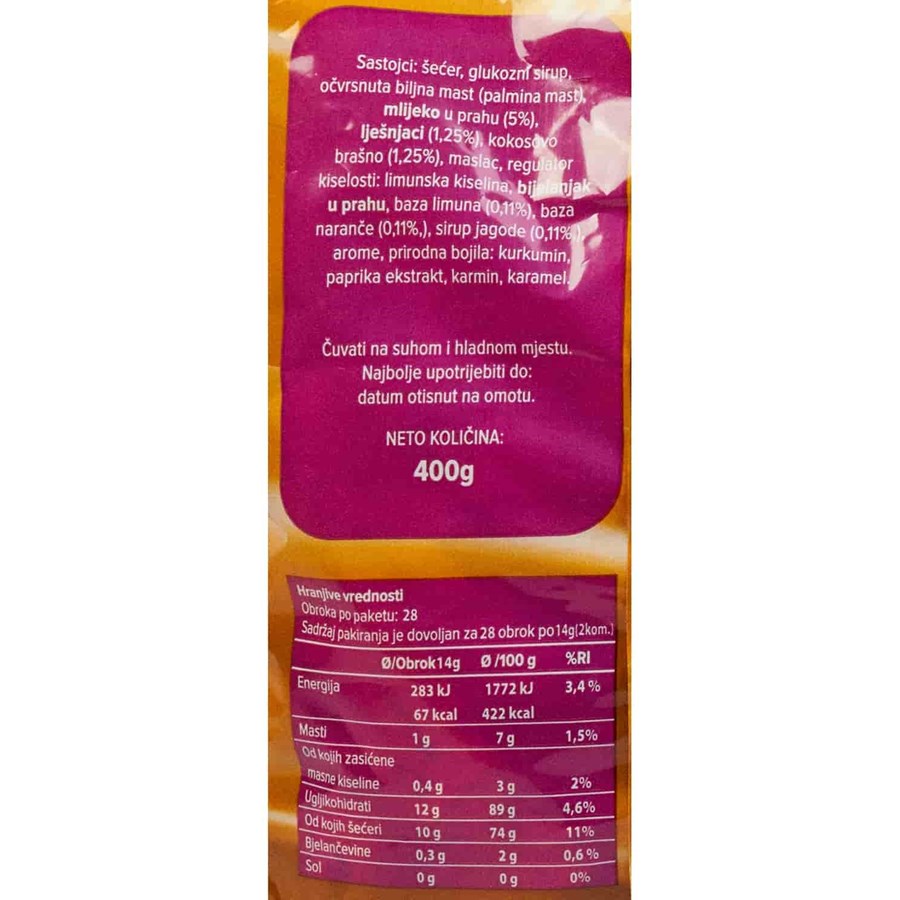 Sastojci: šećer, glukozni sirup,
očvrsnuta biljna mast (palmina mast),
mlijeko u prahu (5%),
lješnjaci (1,25%), kokosovo
brašno (1,25%), maslac, regulator
kiselosti: limunska kiselina, bjelanjak
u prahu, baza limuna (0,11%), baza
naranče (0,11%,), sirup jagode (0,11%,),
arome, prirodna bojila: kurkumin,
paprika ekstrakt, karmin, karamel.
Čuvati na suhom i hladnom mjestu.
Najbolje upotrijebiti do:
datum otisnut na omotu.
NETO KOLIČINA:
400g
Hranjive vrednosti
Obroka po paketu: 28
Sadržaj pakiranja je dovoljan za 28 obrok po 14g(2kom.)
Ø/Obrok14g Ø /100 g %RI
Energija 283 kJ 1772 kJ 3,4 %
67 kcal 422 kcal
Masti 1 g 7 g 1,5%
Od kojih zasićene
masne kiseline 0,4 g 3 g 2%
Ugljikohidrati 12 g 89 g 4,6%
Od kojih šećeri 10 g 74 g 11%
Bjelančevine 0,3 g 2 g 0,6 %
Sol 0 g 0 g 0%